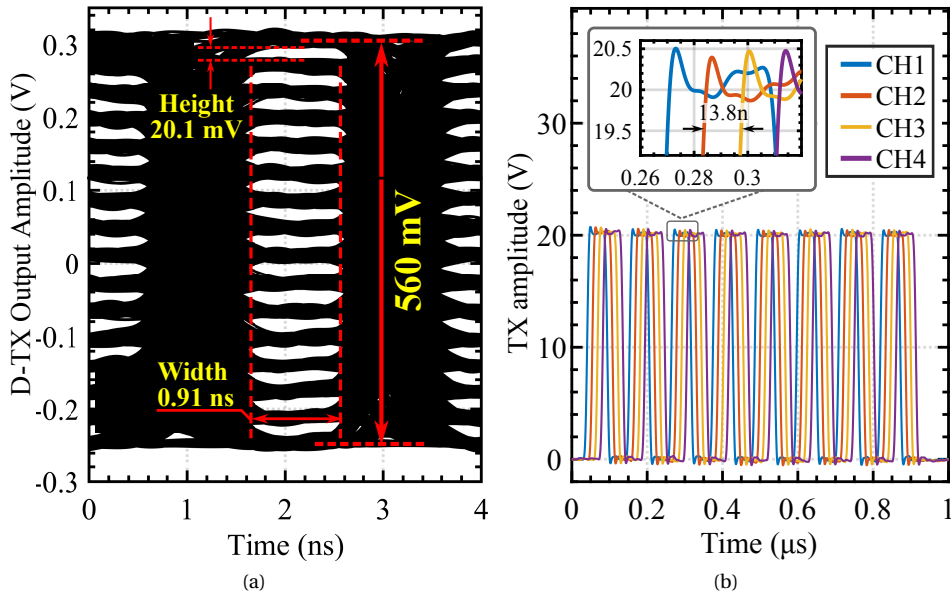 D-TX Output Amplitude (V)
0.3
0.2
0.1
0
-0.1
-0.2
-0.3
0
1
2
3
4
Time (ns)
Height
20.1 mV
560 mV
Width
0.91 ns
(a)
TX amplitude (V)
30
20
10
0
0
0.2
0.4
0.6
0.8
1
Time (μs)
20.5
20
19.5
13.8n
0.26
0.28
0.3
CH1
CH2
CH3
CH4
(b)